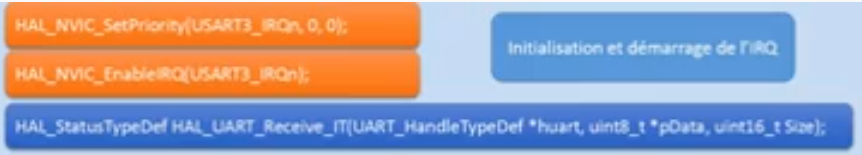 HAL_NVIC_SetPriority(USART3_IRQn, 0, 0);
Initialisation et démarrage de l'IRQ
HAL_NVIC_EnableIRQ(USART3_IRQn);
HAL_StatusTypeDef HAL_UART_Receive_IT(UART_HandleTypeDef *huart, uint8_t *pData, uint16_t Size);